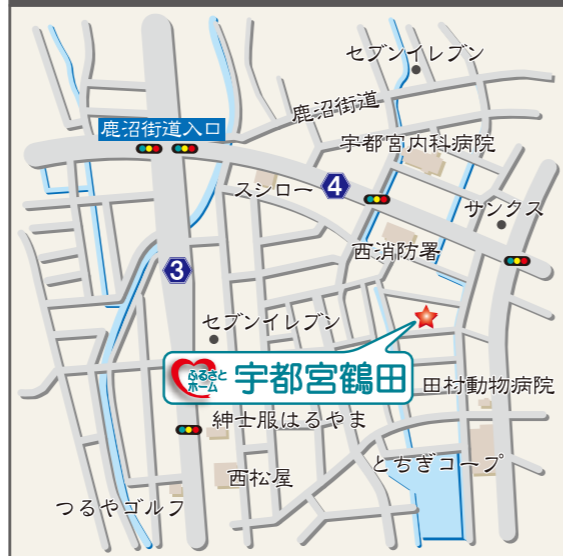 セブンイレブン
鹿沼街道
鹿沼街道入口
宇都宮内科病院
スシロー
4
サンクス
西消防署
3
セブンイレブン
ふるさと
ホーム
宇都宮鶴田
田村動物病院
紳士服はるやま
とちぎコープ
西松屋
つるやゴルフ